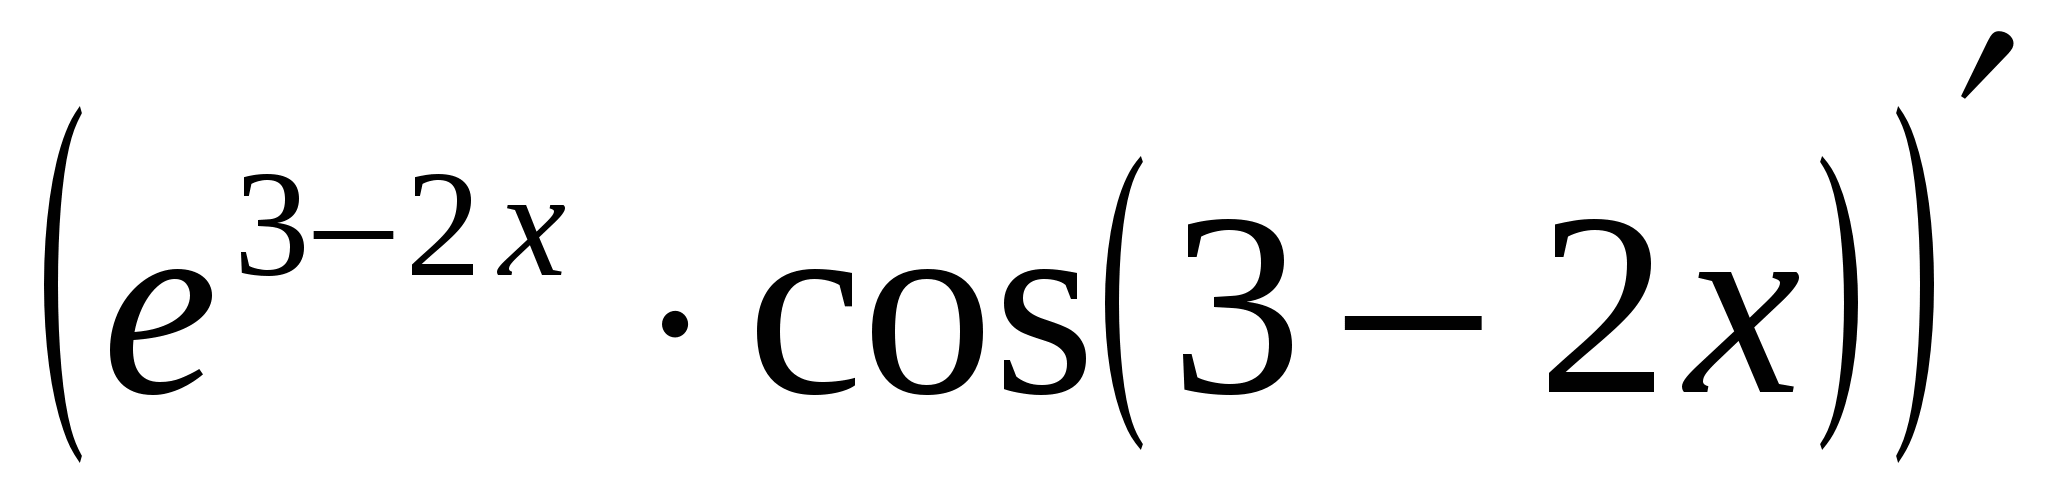 (e^{3−2x} · cos(3−2x))′